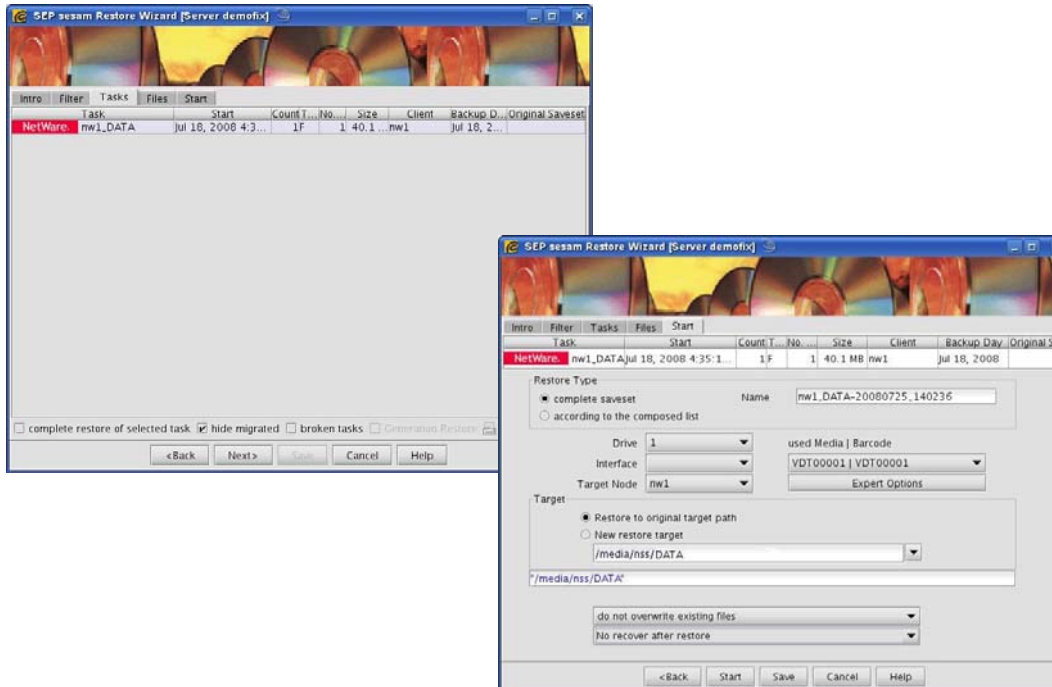 SEP sesam Restore Wizard [Server demofix]
Intro Filter Tasks Files Start
Task Start Count T... No.... Size Client Backup D... Original Saveset
NetWare. nw1_DATA Jul 18, 2008 4:3... 1F 1 40.1 ... nw1 Jul 18, 2...
complete restore of selected task hide migrated broken tasks Generation Restore
<Back Next> Save Cancel Help
SEP sesam Restore Wizard [Server demofix]
Intro Filter Tasks Files Start
Task Start Count T... No. ... Size Client Backup Day Original S
NetWare. nw1_DATA Jul 18, 2008 4:35:1... 1 F 1 40.1 MB nw1 Jul 18, 2008
Restore Type
complete saveset Name nw1_DATA-20080725_140236
according to the composed list
Drive 1 used Media | Barcode
Interface VDT00001 | VDT00001
Target Node nw1 Expert Options
Target
Restore to original target path
New restore target
/media/nss/DATA
"/media/nss/DATA"
do not overwrite existing files
No recover after restore
<Back Start Save Cancel Help